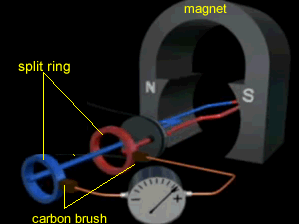 magnet
split ring
N
S
+
carbon brush